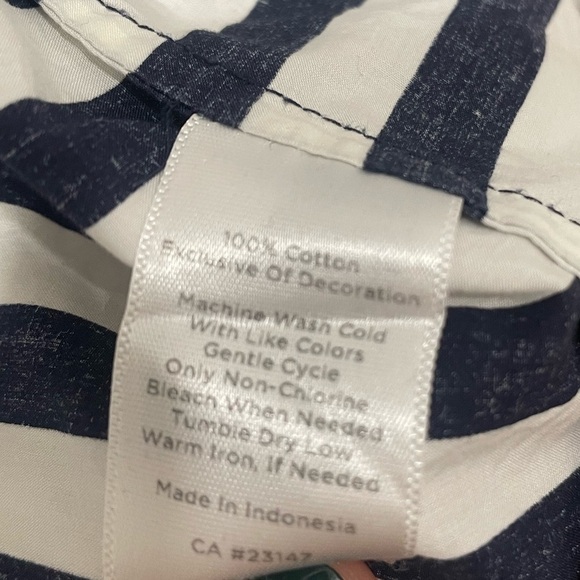 100% Cotton
Exclusive Of Decoration
Machine Wash Cold
With Like Colors
Gentle Cycle
Only Non-Chlorine
Bleach When Needed
Tumble Dry Low
Warm Iron, If Needed
Made In Indonesia
CA #23147